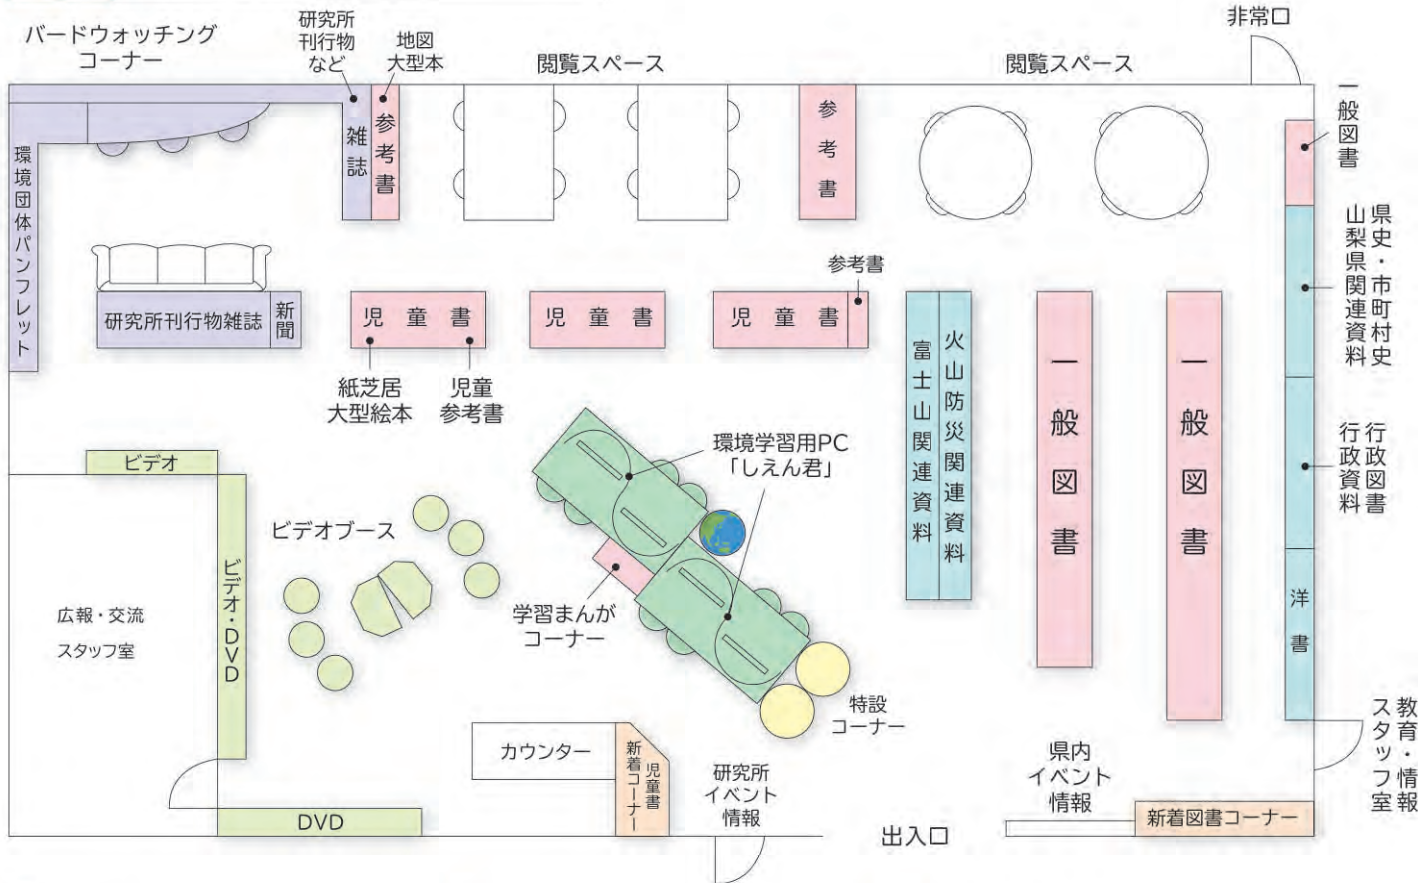 バードウォッチング
コーナー
研究所
刊行物
など
地図
大型本
閲覧スペース
閲覧スペース
非常口
雑誌
参考書
参考書
一般図書
環境団体パンフレット
県史・市町村史
山梨県関連資料
研究所刊行物雑誌
新聞
児童書
児童書
児童書
参考書
紙芝居
大型絵本
児童
参考書
火山防災関連資料
富士山関連資料
一般図書
一般図書
行政図書
行政資料
環境学習用PC
「しえん君」
ビデオ
ビデオブース
ビデオ・DVD
広報・交流
スタッフ室
学習まんが
コーナー
洋書
特設
コーナー
教育・情報
スタッフ室
カウンター
児童書
新着コーナー
研究所
イベント
情報
県内
イベント
情報
DVD
出入口
新着図書コーナー